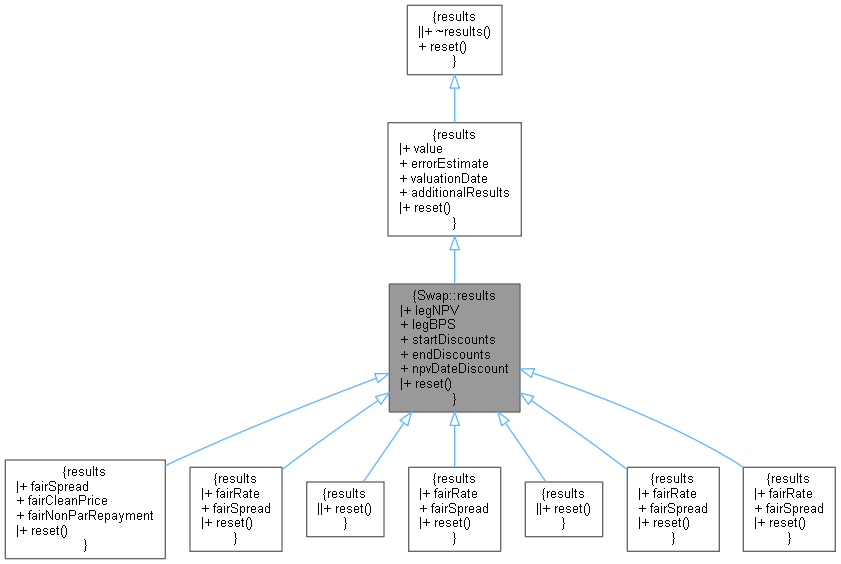 {results
||+ ~results()
+ reset()
}
{results
|+ value
+ errorEstimate
+ valuationDate
+ additionalResults
|+ reset()
}
{Swap::results
|+ legNPV
+ legBPS
+ startDiscounts
+ endDiscounts
+ npvDateDiscount
|+ reset()
}
{results
|+ fairSpread
+ fairCleanPrice
+ fairNonParRepayment
|+ reset()
}
{results
|+ fairRate
+ fairSpread
|+ reset()
}
{results
||+ reset()
}
{results
|+ fairRate
+ fairSpread
|+ reset()
}
{results
||+ reset()
}
{results
|+ fairRate
+ fairSpread
|+ reset()
}
{results
|+ fairRate
+ fairSpread
|+ reset()
}